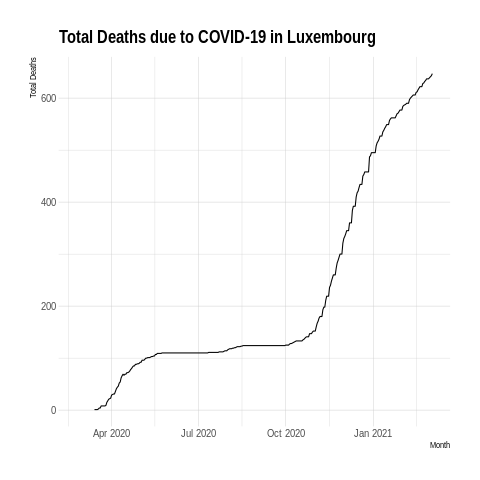 Total Deaths due to COVID-19 in Luxembourg
Total Deaths
600
400
200
0
Apr 2020
Jul 2020
Oct 2020
Jan 2021
Month